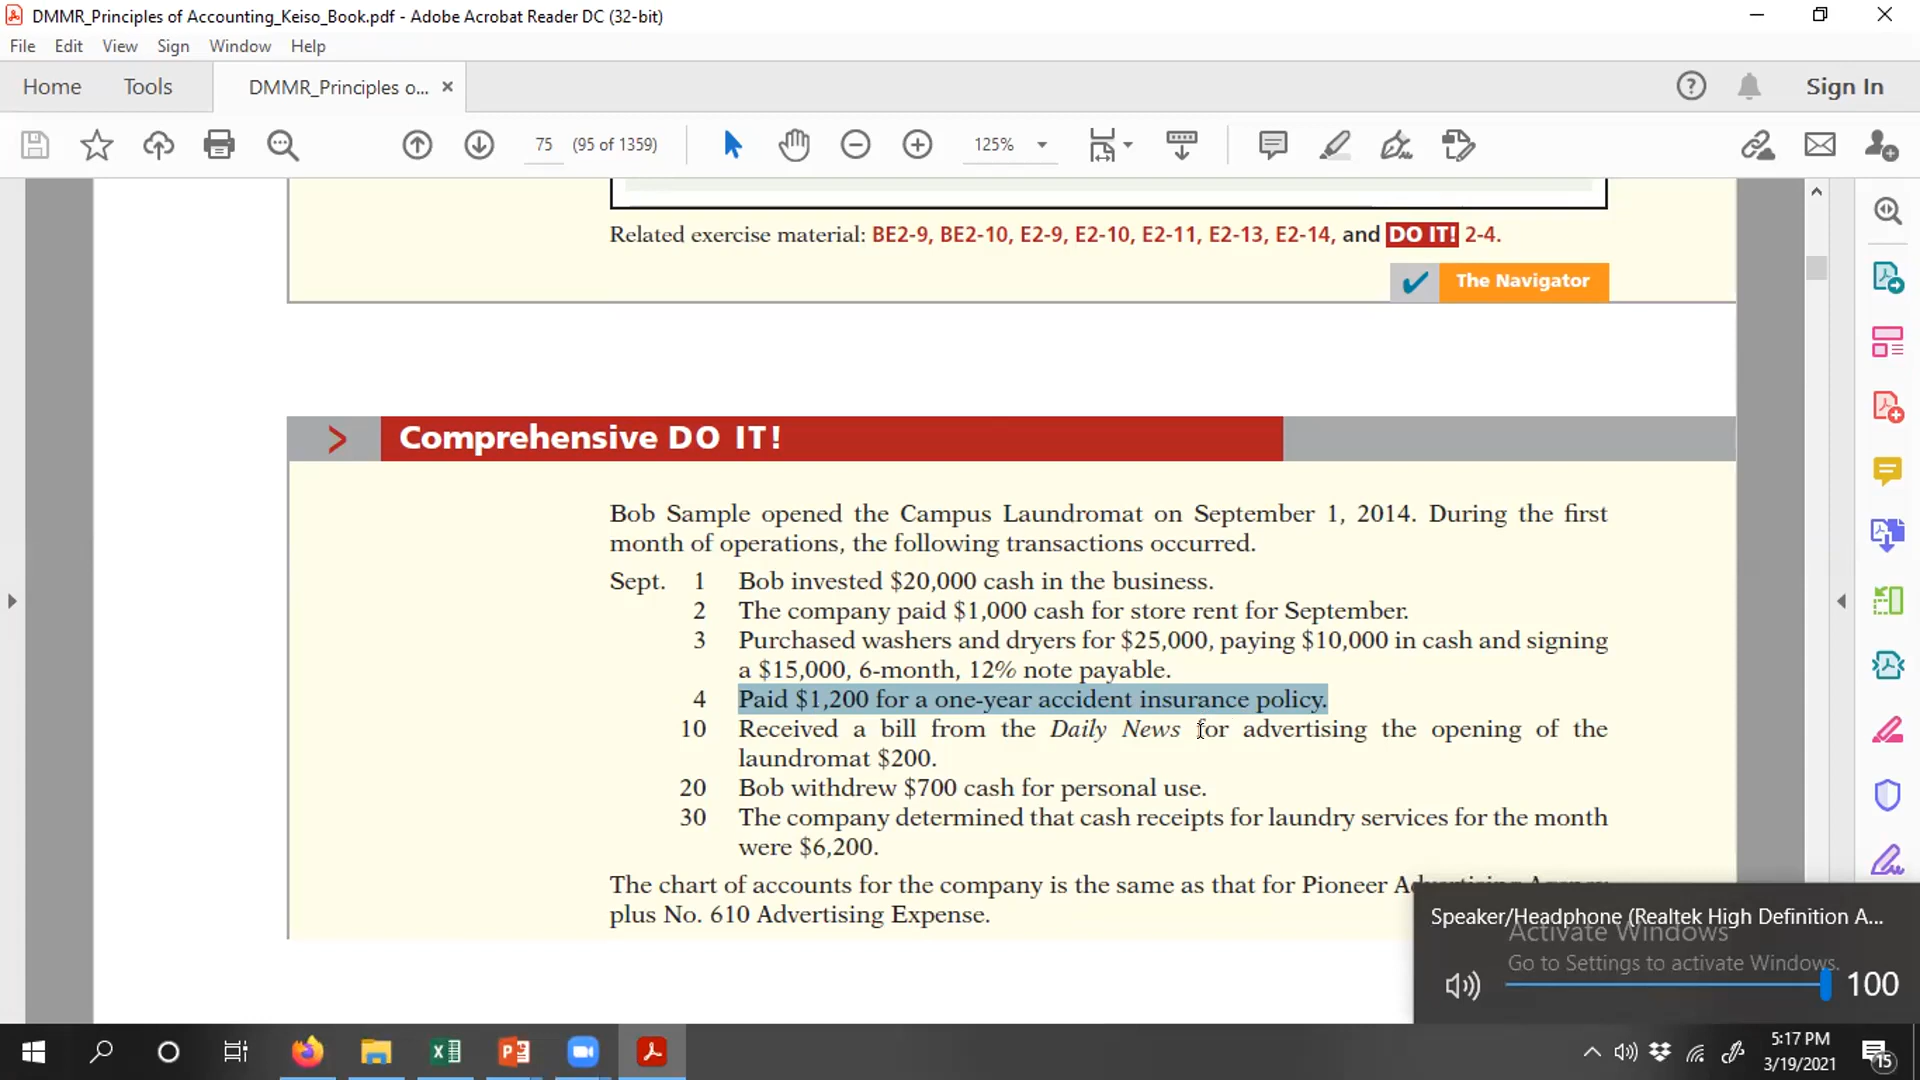 DMMR_Principles of Accounting_Keiso_Book.pdf - Adobe Acrobat Reader DC (32-bit)
File Edit View Sign Window Help
Home Tools DMMR_Principles o... × Sign In
75 (95 of 1359) 125%
Related exercise material: BE2-9, BE2-10, E2-9, E2-10, E2-11, E2-13, E2-14, and DO IT! 2-4.
✔ The Navigator
> Comprehensive DO IT!
Bob Sample opened the Campus Laundromat on September 1, 2014. During the first
month of operations, the following transactions occurred.
Sept. 1 Bob invested $20,000 cash in the business.
2 The company paid $1,000 cash for store rent for September.
3 Purchased washers and dryers for $25,000, paying $10,000 in cash and signing
a $15,000, 6-month, 12% note payable.
4 Paid $1,200 for a one-year accident insurance policy.
10 Received a bill from the Daily News for advertising the opening of the
laundromat $200.
20 Bob withdrew $700 cash for personal use.
30 The company determined that cash receipts for laundry services for the month
were $6,200.
The chart of accounts for the company is the same as that for Pioneer Advertising Agency
plus No. 610 Advertising Expense.
Speaker/Headphone (Realtek High Definition A...
Activate Windows
Go to Settings to activate Windows.
100
5:17 PM
3/19/2021
15